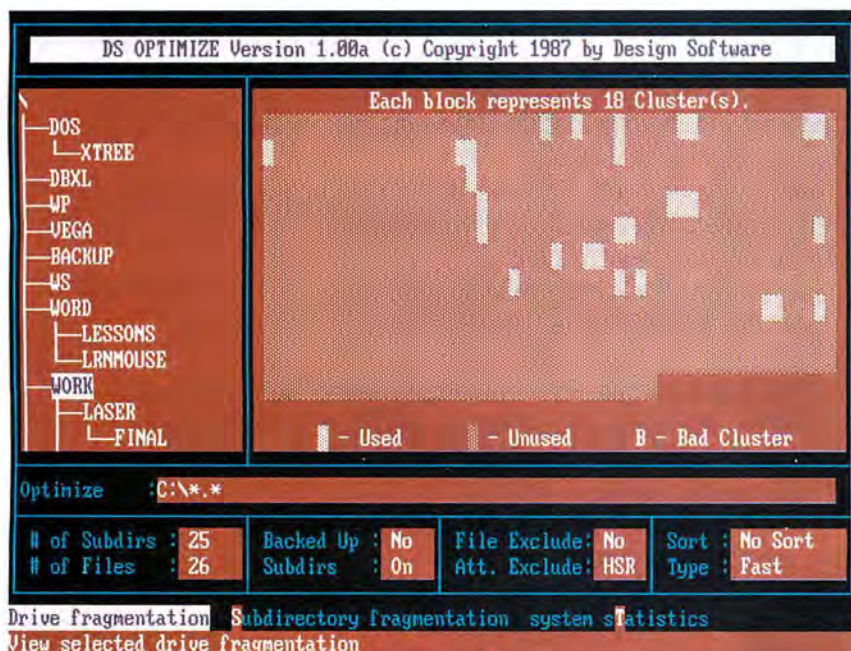 DS OPTIMIZE Version 1.00a (c) Copyright 1987 by Design Software
\
DOS
XTREE
DBXL
WP
VEGA
BACKUP
WS
WORD
LESSONS
LRNMOUSE
WORK
LASER
FINAL
Each block represents 18 Cluster(s).
- Used - Unused B - Bad Cluster
Optimize :C:\*.*
# of Subdirs : 25 Backed Up : No File Exclude: No Sort : No Sort
# of Files : 26 Subdirs : On Att. Exclude: HSR Type : Fast
Drive fragmentation Subdirectory fragmentation system sTatistics
View selected drive fragmentation